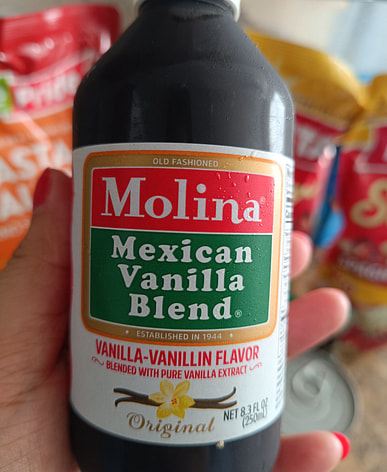 OLD FASHIONED
Molina®
Mexican
Vanilla
Blend®
• ESTABLISHED IN 1944 •
VANILLA-VANILLIN FLAVOR
BLENDED WITH PURE VANILLA EXTRACT
Original
NET 8.3 FL OZ
(250mL)